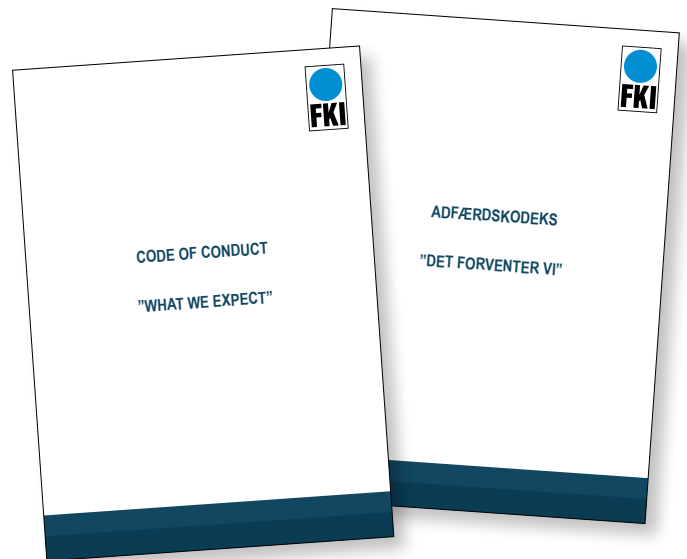 FKI
CODE OF CONDUCT
”WHAT WE EXPECT”
FKI
ADFÆRDSKODEKS
”DET FORVENTER VI”